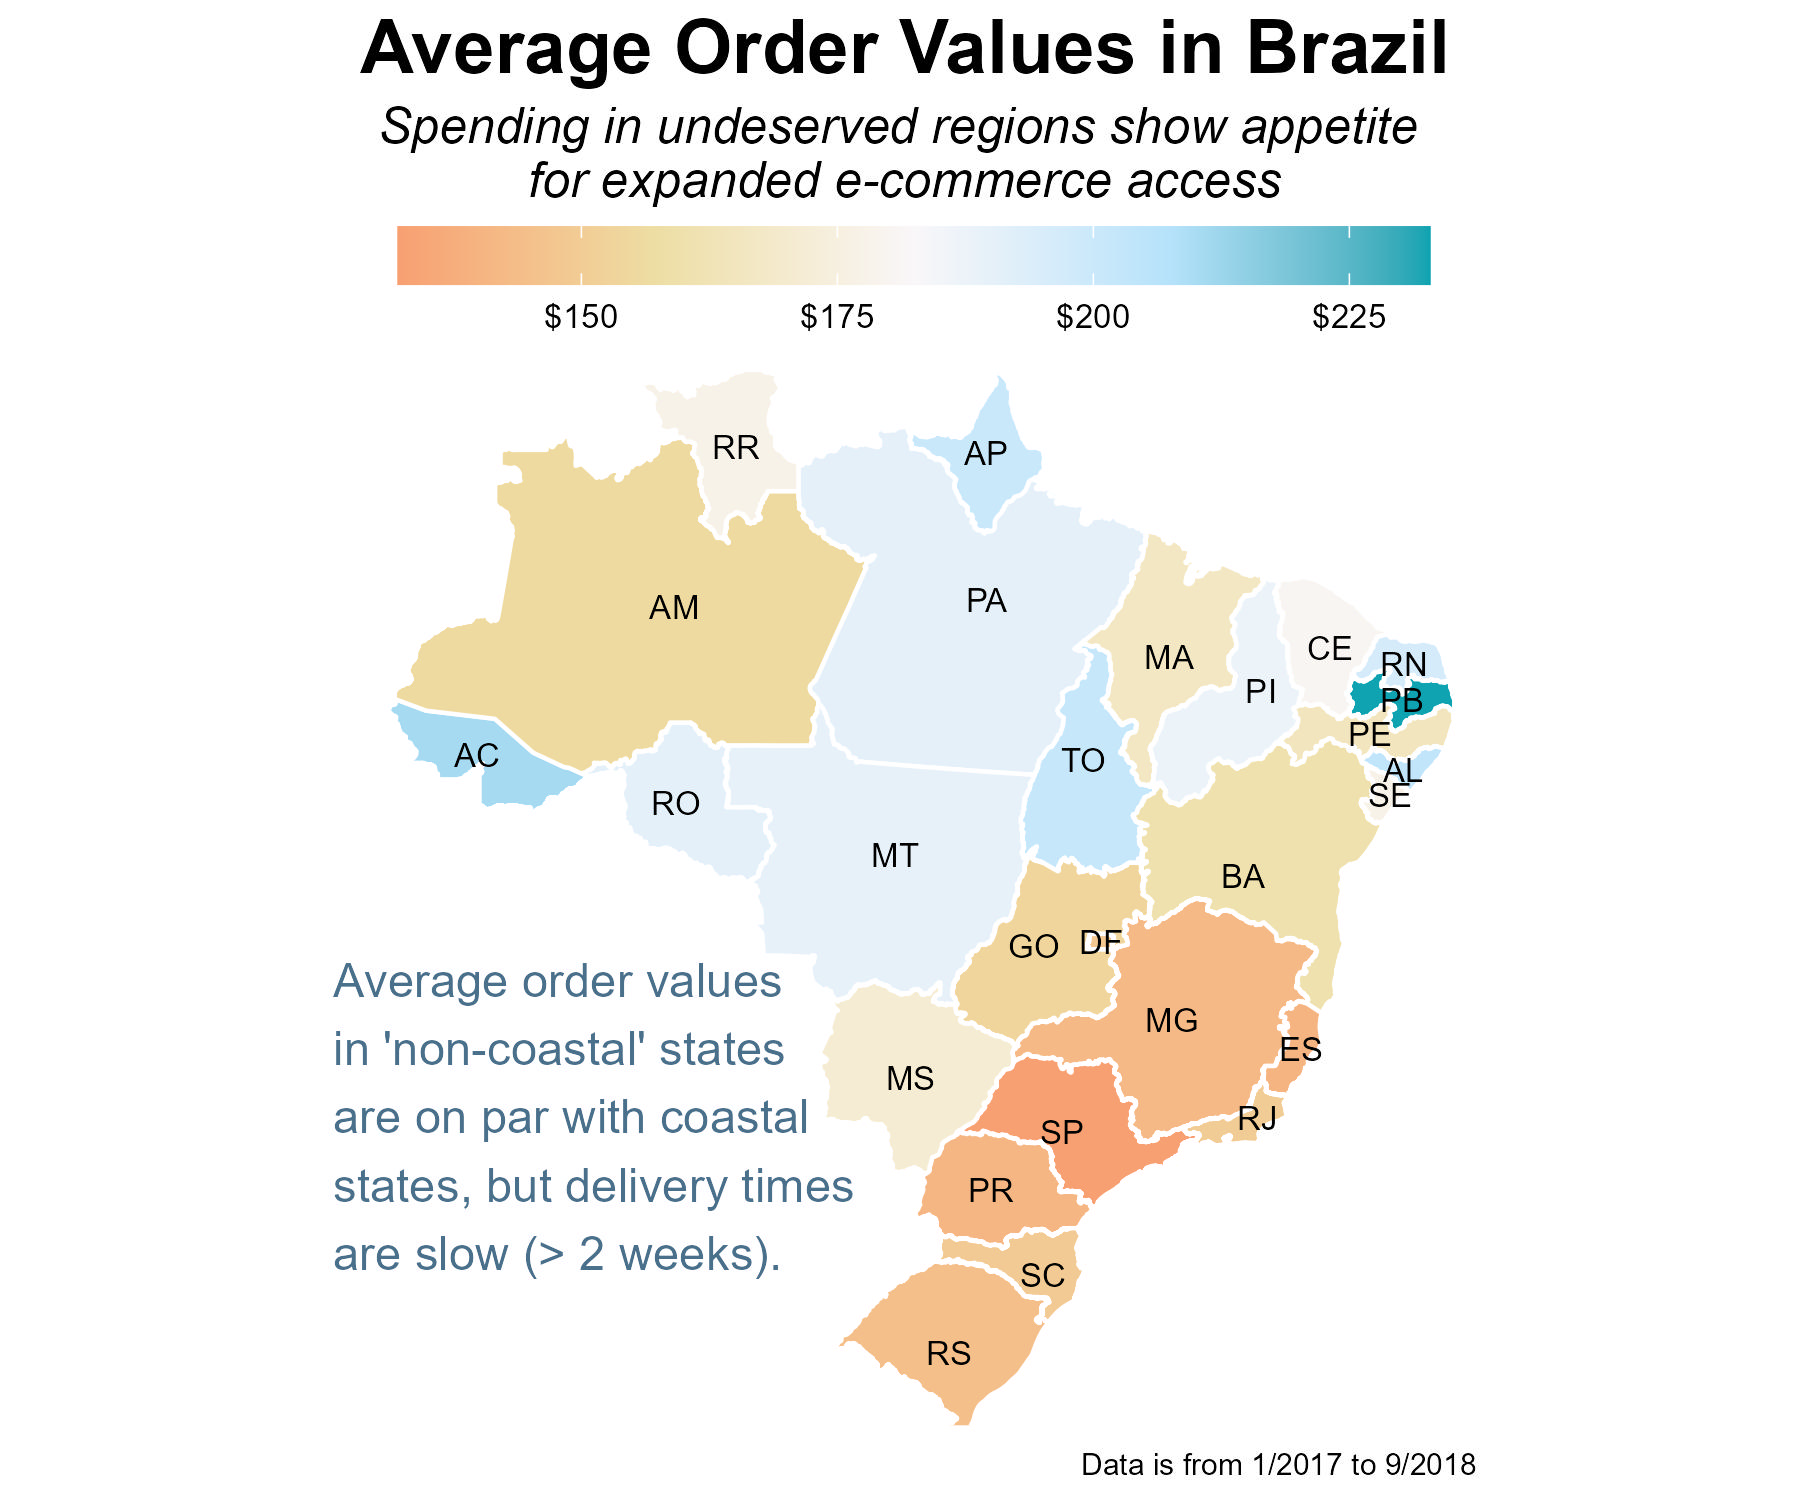 Average Order Values in Brazil
Spending in undeserved regions show appetite
for expanded e-commerce access
$150 $175 $200 $225
RR
AP
AM
PA
MA
CE
RN
PI
PB
PE
AC
TO
AL
RO
SE
MT
BA
GO
DF
MG
ES
MS
RJ
SP
PR
SC
RS
Average order values
in 'non-coastal' states
are on par with coastal
states, but delivery times
are slow (> 2 weeks).
Data is from 1/2017 to 9/2018